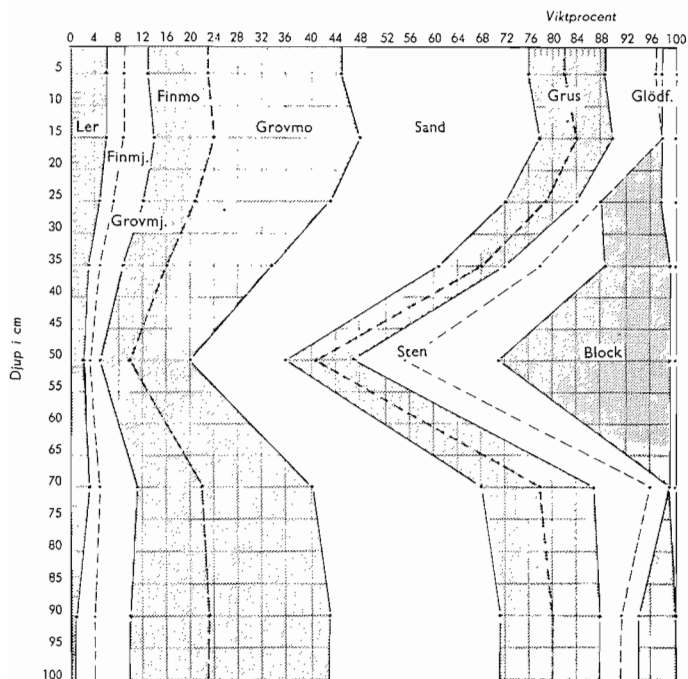 Viktprocent
0 4 8 12 16 20 24 28 32 36 40 44 48 52 56 60 64 68 72 76 80 84 88 92 96 100
5
10
Finmo Grus Glödf.
15
Ler Grovmo Sand
20
Finmj.
25
Grovmj.
30
35
40
45
Djup i cm
50
Sten Block
55
60
65
70
75
80
85
90
95
100